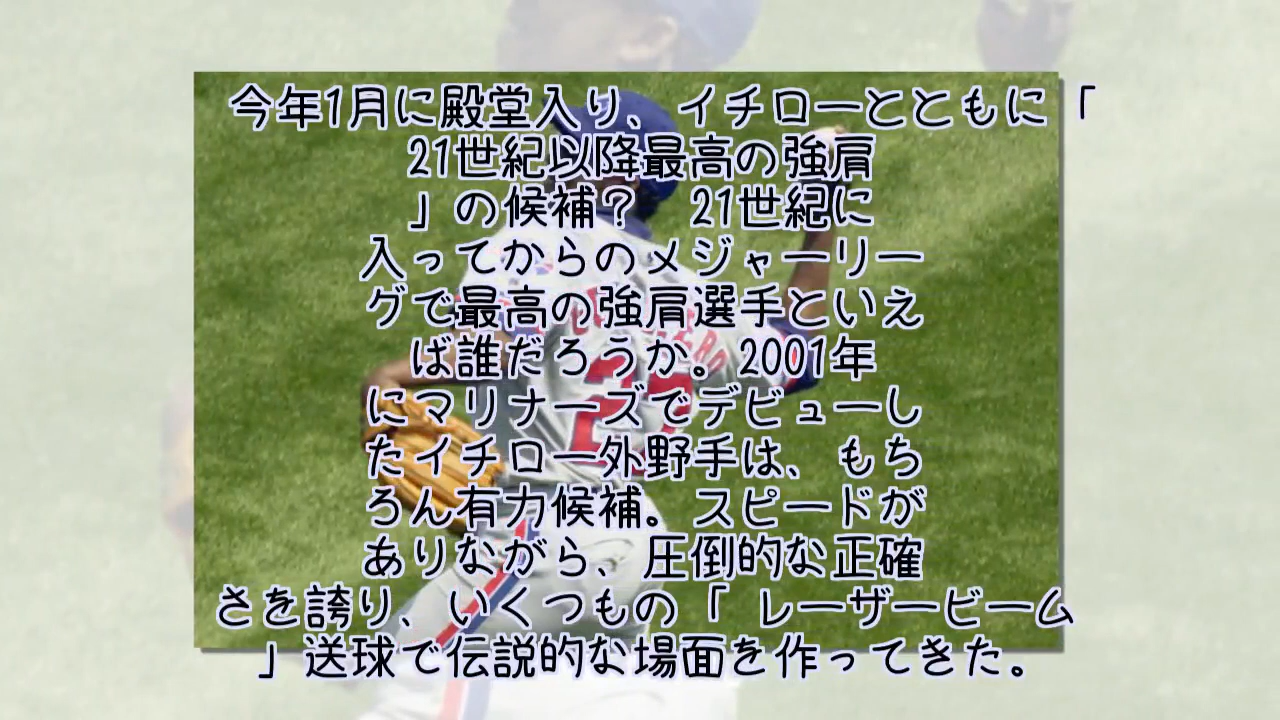 今年1月に殿堂入り、イチローとともに「
21世紀以降最高の強肩
」の候補？　21世紀に
入ってからのメジャーリー
グで最高の強肩選手といえ
ば誰だろうか。2001年
にマリナーズでデビューし
たイチロー外野手は、もち
ろん有力候補。スピードが
ありながら、圧倒的な正確
さを誇り、いくつもの「レーザービーム
」送球で伝説的な場面を作ってきた。